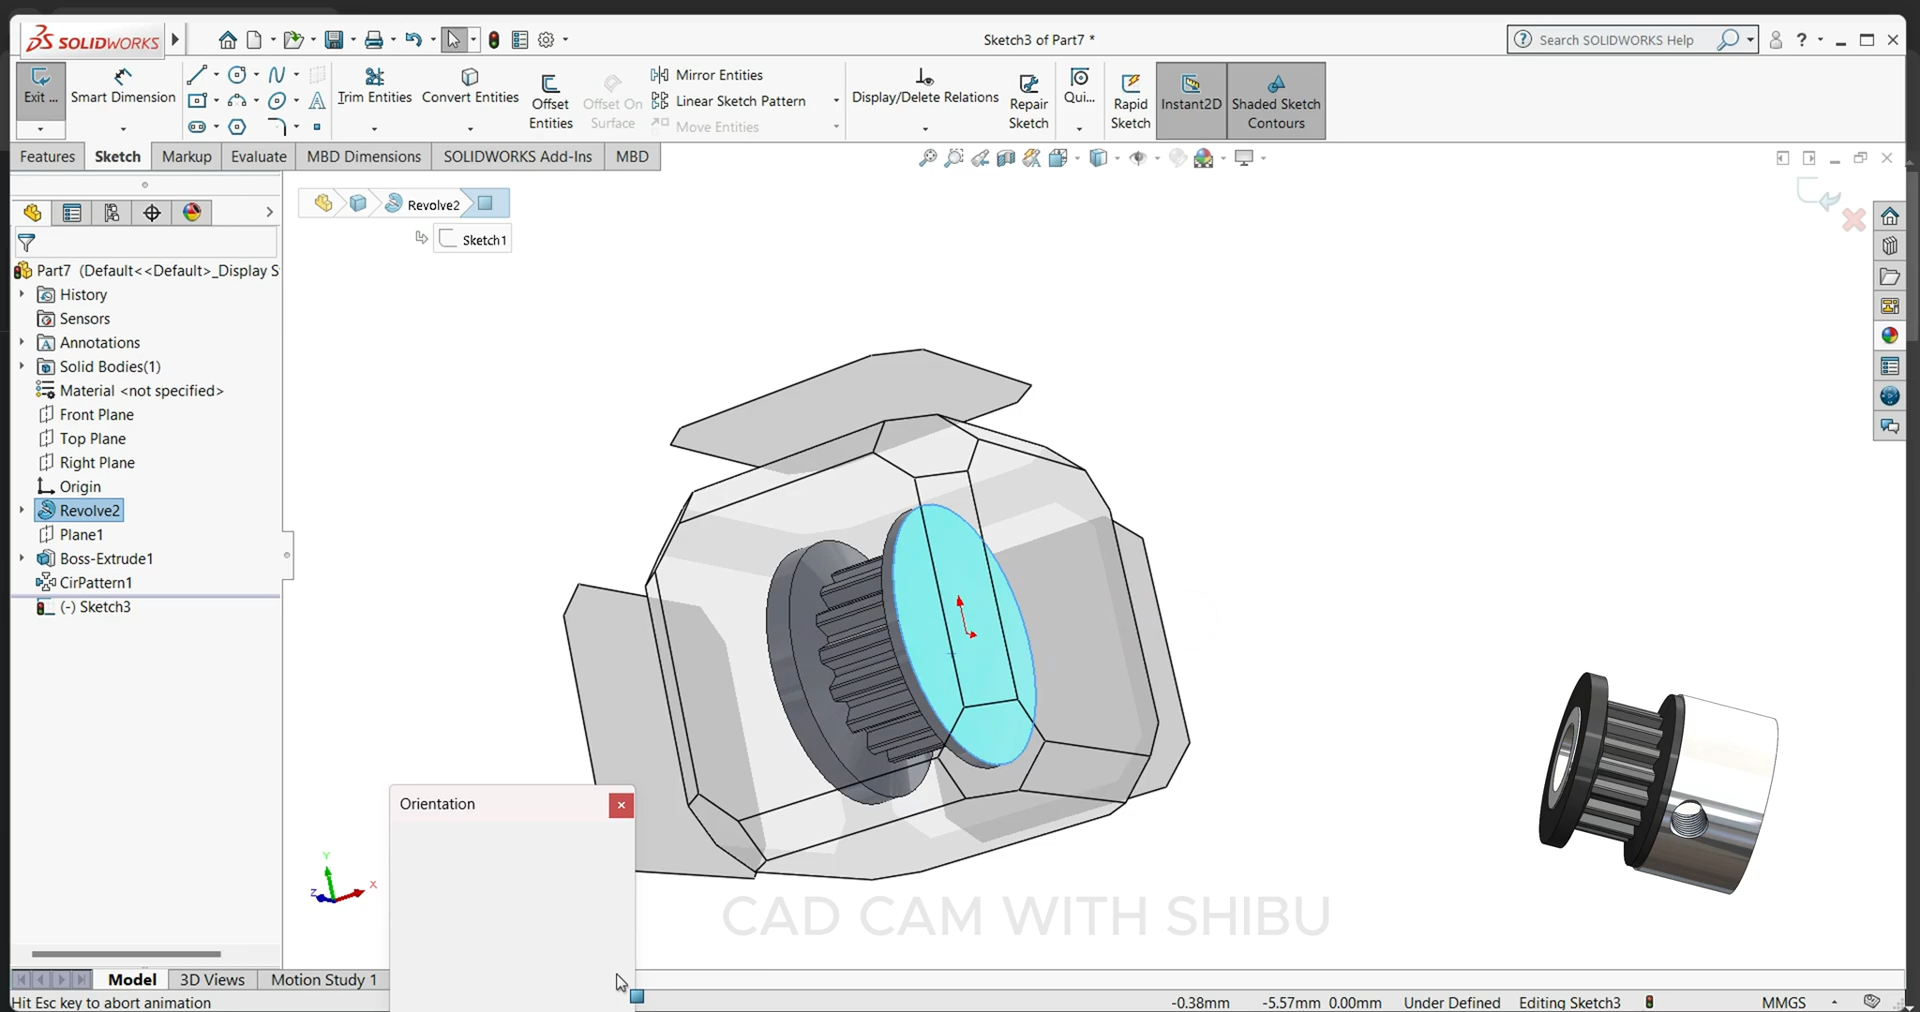 SOLIDWORKS
Sketch3 of Part7 *
Search SOLIDWORKS Help
Exit ...
Smart Dimension
Trim Entities
Convert Entities
Offset Entities
Offset On Surface
Mirror Entities
Linear Sketch Pattern
Move Entities
Display/Delete Relations
Repair Sketch
Qui...
Rapid Sketch
Instant2D
Shaded Sketch Contours
Features
Sketch
Markup
Evaluate
MBD Dimensions
SOLIDWORKS Add-Ins
MBD
Revolve2
Sketch1
Part7 (Default<<Default>_Display S
History
Sensors
Annotations
Solid Bodies(1)
Material <not specified>
Front Plane
Top Plane
Right Plane
Origin
Revolve2
Plane1
Boss-Extrude1
CirPattern1
(-) Sketch3
Orientation
Y
X
Z
CAD CAM WITH SHIBU
Model
3D Views
Motion Study 1
Hit Esc key to abort animation
-0.38mm
-5.57mm
0.00mm
Under Defined
Editing Sketch3
MMGS